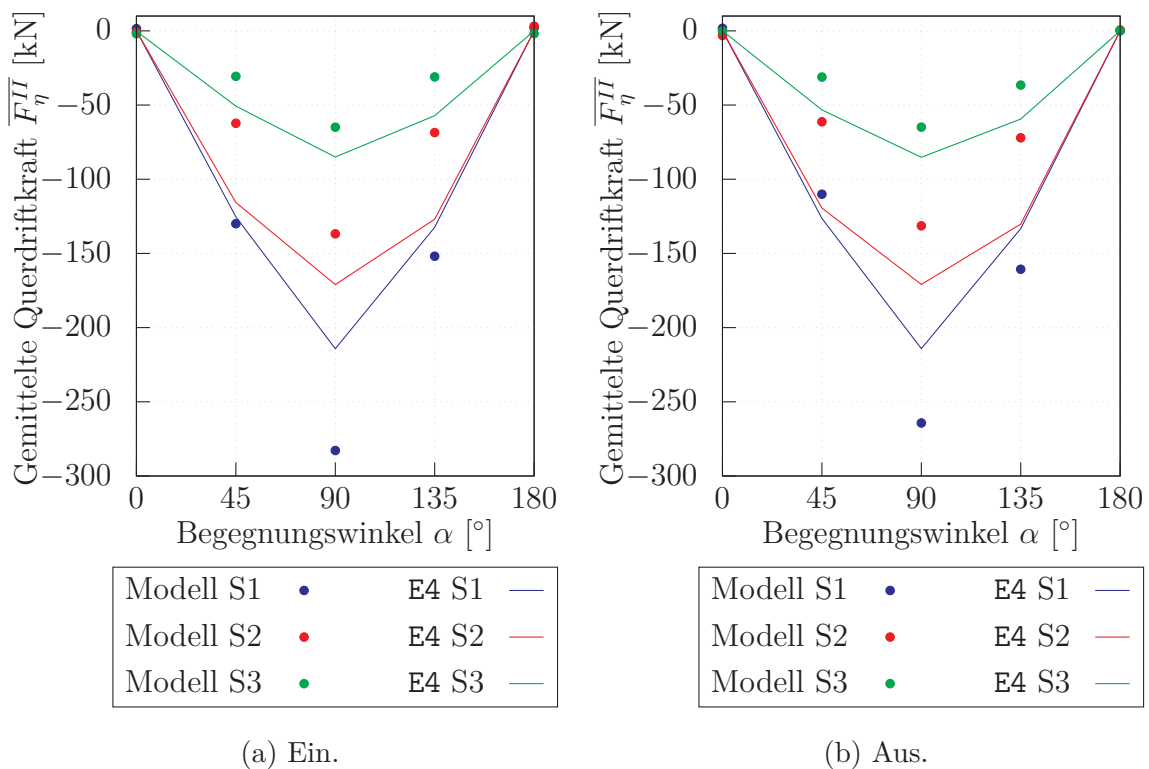 Gemittelte Querdriftkraft $\overline{F_{\eta}^{II}}$ [kN]
0
−50
−100
−150
−200
−250
−300
0 45 90 135 180
Begegnungswinkel α [°]
Modell S1 E4 S1
Modell S2 E4 S2
Modell S3 E4 S3
(a) Ein.
Gemittelte Querdriftkraft $\overline{F_{\eta}^{II}}$ [kN]
0
−50
−100
−150
−200
−250
−300
0 45 90 135 180
Begegnungswinkel α [°]
Modell S1 E4 S1
Modell S2 E4 S2
Modell S3 E4 S3
(b) Aus.